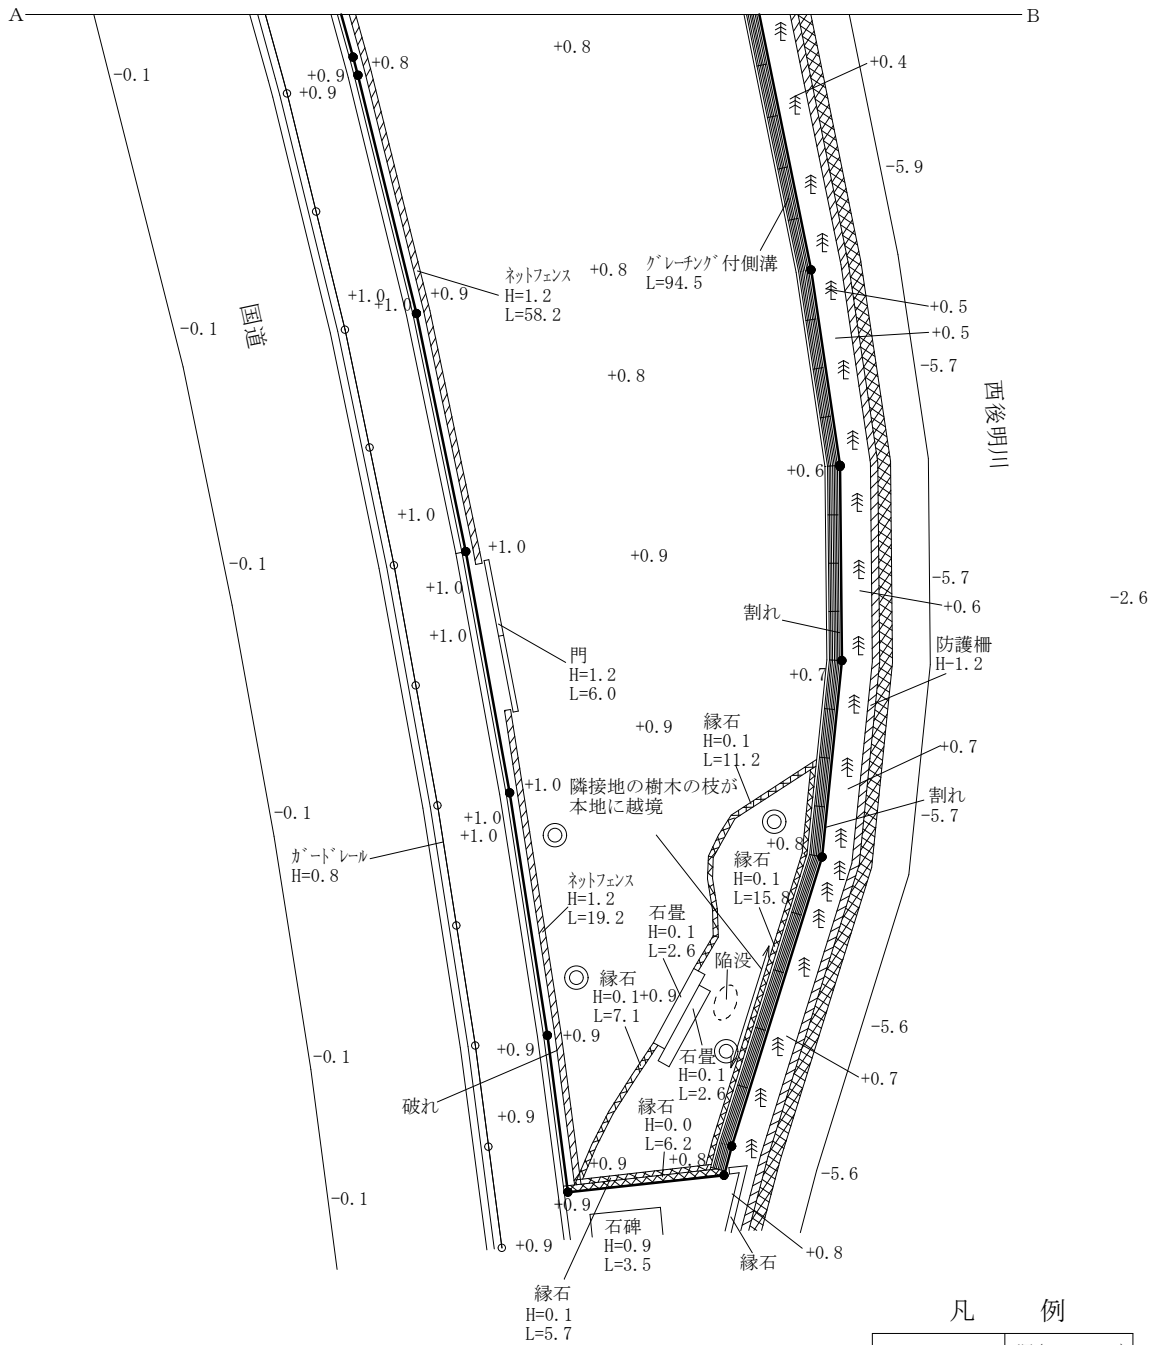 A
B
+0.8
-0.1
+0.8
+0.9
+0.9
+0.4
-5.9
ネットフェンス
H=1.2
L=58.2
+0.8
グレーチング付側溝
L=94.5
+0.9
+1.0
+1.0
国道
-0.1
+0.5
+0.5
-5.7
+0.8
西後明川
+0.6
+1.0
+1.0
+0.9
-0.1
+1.0
-5.7
+0.6
-2.6
割れ
+1.0
門
H=1.2
L=6.0
+0.7
防護柵
H-1.2
縁石
H=0.1
L=11.2
+0.9
+0.7
+1.0
隣接地の樹木の枝が
本地に越境
割れ
-5.7
-0.1
+1.0
+1.0
+0.8
ガードレール
H=0.8
縁石
H=0.1
L=15.8
ネットフェンス
H=1.2
L=19.2
石畳
H=0.1
L=2.6
陥没
縁石
H=0.1
L=7.1
+0.9
-5.6
+0.9
+0.9
-0.1
石畳
H=0.1
L=2.6
+0.7
破れ
+0.9
縁石
H=0.0
L=6.2
+0.9
+0.8
-5.6
-0.1
+0.9
石碑
H=0.9
L=3.5
+0.9
縁石
+0.8
縁石
H=0.1
L=5.7
凡 例